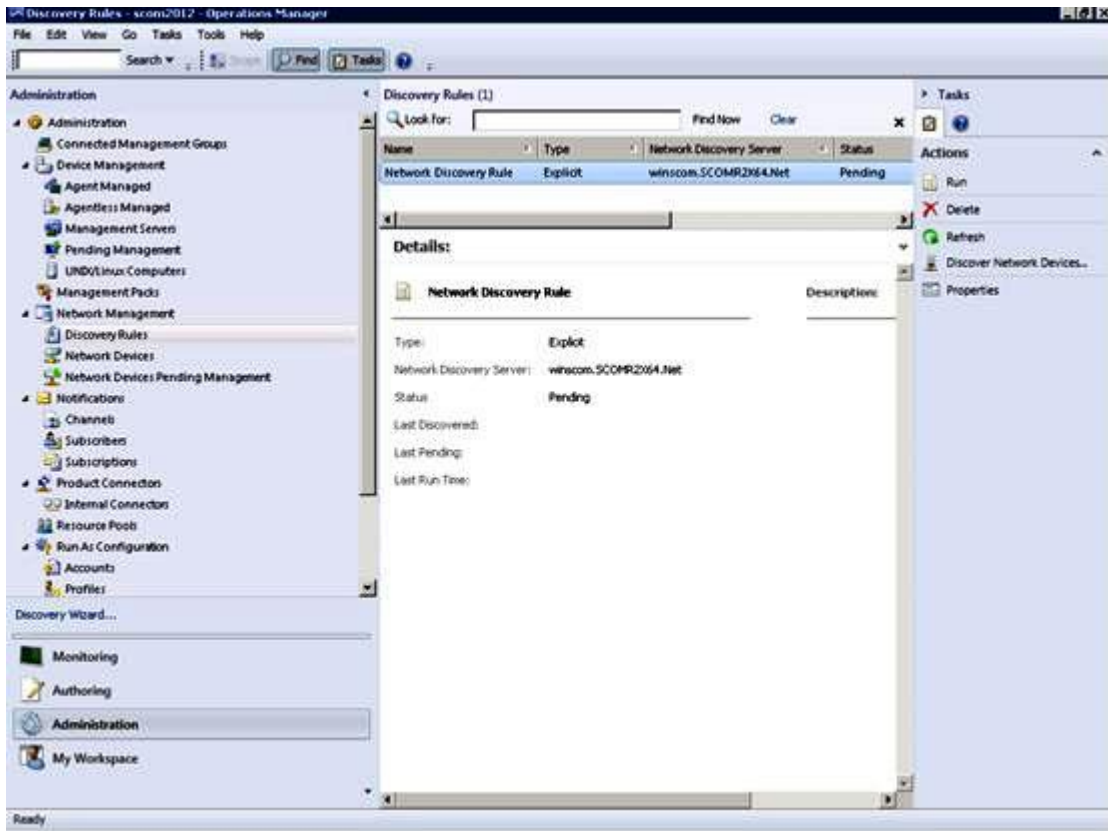 Discovery Rules - scom2012 - Operations Manager
File Edit View Go Tasks Tools Help
Search Scope Find Tasks
Administration
Administration
Connected Management Groups
Device Management
Agent Managed
Agentless Managed
Management Servers
Pending Management
UNIX/Linux Computers
Management Packs
Network Management
Discovery Rules
Network Devices
Network Devices Pending Management
Notifications
Channels
Subscribers
Subscriptions
Product Connectors
Internal Connectors
Resource Pools
Run As Configuration
Accounts
Profiles
Discovery Wizard...
Monitoring
Authoring
Administration
My Workspace
Discovery Rules (1)
Look for: Find Now Clear
Name Type Network Discovery Server Status
Network Discovery Rule Explicit winscom.SCOMR2X64.Net Pending
Details:
Network Discovery Rule Description:
Type: Explicit
Network Discovery Server: winscom.SCOMR2X64.Net
Status Pending
Last Discovered:
Last Pending:
Last Run Time:
Tasks
Actions
Run
Delete
Refresh
Discover Network Devices...
Properties
Ready